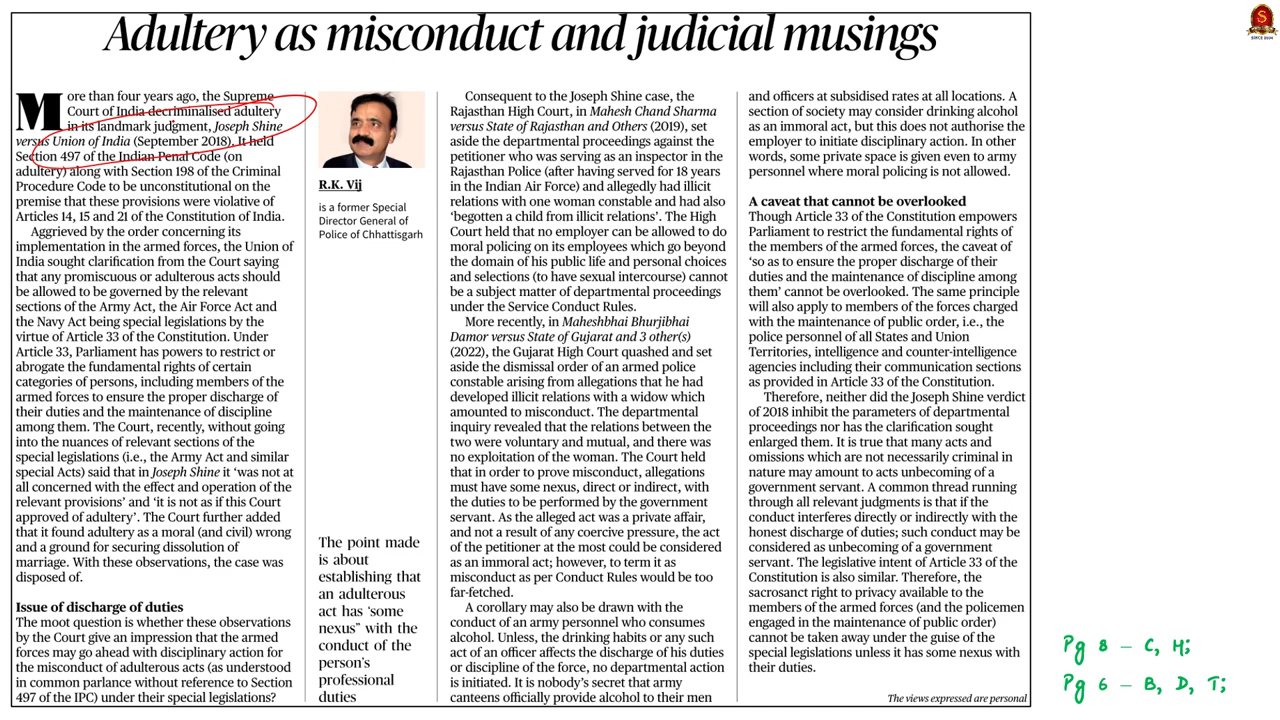 Adultery as misconduct and judicial musings
More than four years ago, the Supreme
Court of India decriminalised adultery
in its landmark judgment, Joseph Shine
versus Union of India (September 2018). It held
Section 497 of the Indian Penal Code (on
adultery) along with Section 198 of the Criminal
Procedure Code to be unconstitutional on the
premise that these provisions were violative of
Articles 14, 15 and 21 of the Constitution of India.
Aggrieved by the order concerning its
implementation in the armed forces, the Union of
India sought clarification from the Court saying
that any promiscuous or adulterous acts should
be allowed to be governed by the relevant
sections of the Army Act, the Air Force Act and
the Navy Act being special legislations by the
virtue of Article 33 of the Constitution. Under
Article 33, Parliament has powers to restrict or
abrogate the fundamental rights of certain
categories of persons, including members of the
armed forces to ensure the proper discharge of
their duties and the maintenance of discipline
among them. The Court, recently, without going
into the nuances of relevant sections of the
special legislations (i.e., the Army Act and similar
special Acts) said that in Joseph Shine it ‘was not at
all concerned with the effect and operation of the
relevant provisions’ and ‘it is not as if this Court
approved of adultery’. The Court further added
that it found adultery as a moral (and civil) wrong
and a ground for securing dissolution of
marriage. With these observations, the case was
disposed of.
Issue of discharge of duties
The moot question is whether these observations
by the Court give an impression that the armed
forces may go ahead with disciplinary action for
the misconduct of adulterous acts (as understood
in common parlance without reference to Section
497 of the IPC) under their special legislations?
R.K. Vij
is a former Special
Director General of
Police of Chhattisgarh
The point made
is about
establishing that
an adulterous
act has ‘some
nexus” with the
conduct of the
person’s
professional
duties
Consequent to the Joseph Shine case, the
Rajasthan High Court, in Mahesh Chand Sharma
versus State of Rajasthan and Others (2019), set
aside the departmental proceedings against the
petitioner who was serving as an inspector in the
Rajasthan Police (after having served for 18 years
in the Indian Air Force) and allegedly had illicit
relations with one woman constable and had also
‘begotten a child from illicit relations’. The High
Court held that no employer can be allowed to do
moral policing on its employees which go beyond
the domain of his public life and personal choices
and selections (to have sexual intercourse) cannot
be a subject matter of departmental proceedings
under the Service Conduct Rules.
More recently, in Maheshbhai Bhurjibhai
Damor versus State of Gujarat and 3 other(s)
(2022), the Gujarat High Court quashed and set
aside the dismissal order of an armed police
constable arising from allegations that he had
developed illicit relations with a widow which
amounted to misconduct. The departmental
inquiry revealed that the relations between the
two were voluntary and mutual, and there was
no exploitation of the woman. The Court held
that in order to prove misconduct, allegations
must have some nexus, direct or indirect, with
the duties to be performed by the government
servant. As the alleged act was a private affair,
and not a result of any coercive pressure, the act
of the petitioner at the most could be considered
as an immoral act; however, to term it as
misconduct as per Conduct Rules would be too
far-fetched.
A corollary may also be drawn with the
conduct of an army personnel who consumes
alcohol. Unless, the drinking habits or any such
act of an officer affects the discharge of his duties
or discipline of the force, no departmental action
is initiated. It is nobody’s secret that army
canteens officially provide alcohol to their men
and officers at subsidised rates at all locations. A
section of society may consider drinking alcohol
as an immoral act, but this does not authorise the
employer to initiate disciplinary action. In other
words, some private space is given even to army
personnel where moral policing is not allowed.
A caveat that cannot be overlooked
Though Article 33 of the Constitution empowers
Parliament to restrict the fundamental rights of
the members of the armed forces, the caveat of
‘so as to ensure the proper discharge of their
duties and the maintenance of discipline among
them’ cannot be overlooked. The same principle
will also apply to members of the forces charged
with the maintenance of public order, i.e., the
police personnel of all States and Union
Territories, intelligence and counter-intelligence
agencies including their communication sections
as provided in Article 33 of the Constitution.
Therefore, neither did the Joseph Shine verdict
of 2018 inhibit the parameters of departmental
proceedings nor has the clarification sought
enlarged them. It is true that many acts and
omissions which are not necessarily criminal in
nature may amount to acts unbecoming of a
government servant. A common thread running
through all relevant judgments is that if the
conduct interferes directly or indirectly with the
honest discharge of duties; such conduct may be
considered as unbecoming of a government
servant. The legislative intent of Article 33 of the
Constitution is also similar. Therefore, the
sacrosanct right to privacy available to the
members of the armed forces (and the policemen
engaged in the maintenance of public order)
cannot be taken away under the guise of the
special legislations unless it has some nexus with
their duties.
The views expressed are personal
S
Pg 8 – C, H;
Pg 6 – B, D, T;